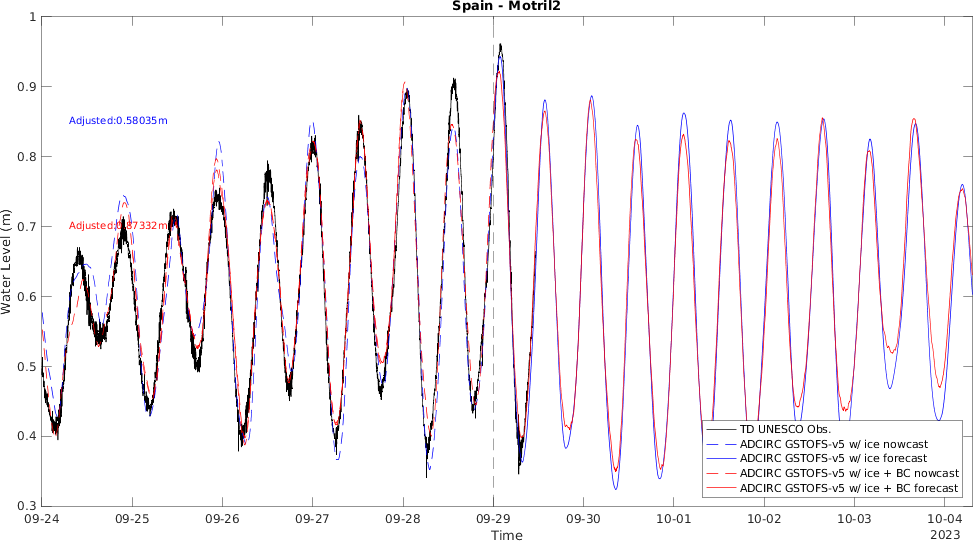 Spain - Motril2
1
0.9
0.8
0.7
0.6
0.5
0.4
0.3
Water Level (m)
Adjusted:0.58035m
Adjusted:0.87332m
TD UNESCO Obs.
ADCIRC GSTOFS-v5 w/ ice nowcast
ADCIRC GSTOFS-v5 w/ ice forecast
ADCIRC GSTOFS-v5 w/ ice + BC nowcast
ADCIRC GSTOFS-v5 w/ ice + BC forecast
09-24 09-25 09-26 09-27 09-28 09-29 09-30 10-01 10-02 10-03 10-04
Time
2023